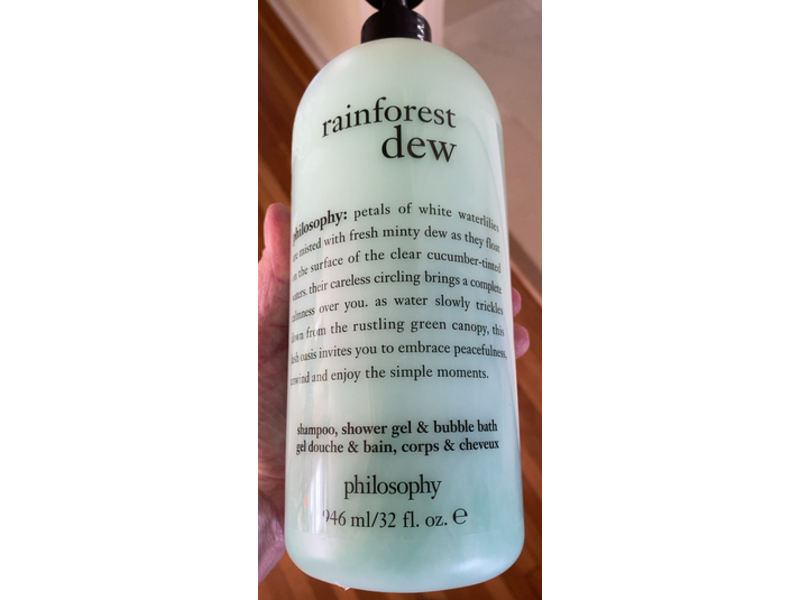 rainforest
dew
philosophy: petals of white waterlilies
are misted with fresh minty dew as they float
on the surface of the clear cucumber-tinted
waters. their careless circling brings a complete
calmness over you. as water slowly trickles
down from the rustling green canopy, this
lush oasis invites you to embrace peacefulness,
unwind and enjoy the simple moments.
shampoo, shower gel & bubble bath
gel douche & bain, corps & cheveux
philosophy
946 ml/32 fl. oz. ℮